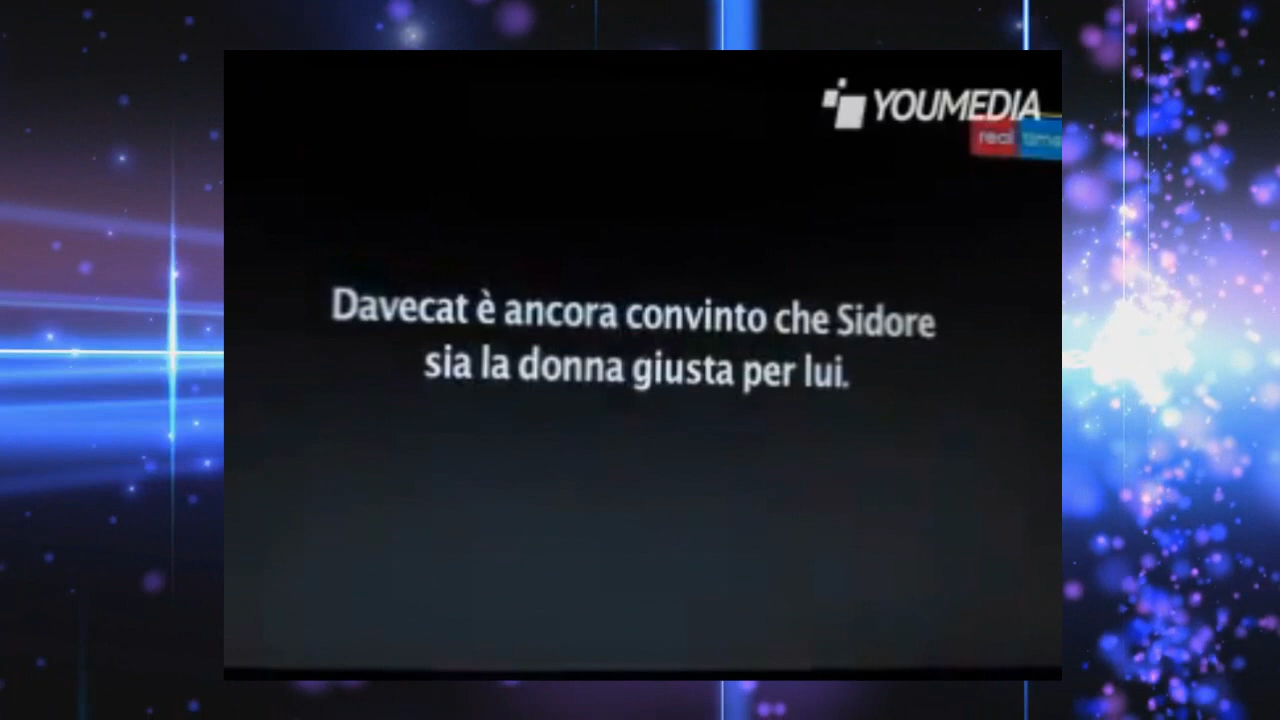 YOUMEDIA
real time
Davecat è ancora convinto che Sidore
sia la donna giusta per lui.